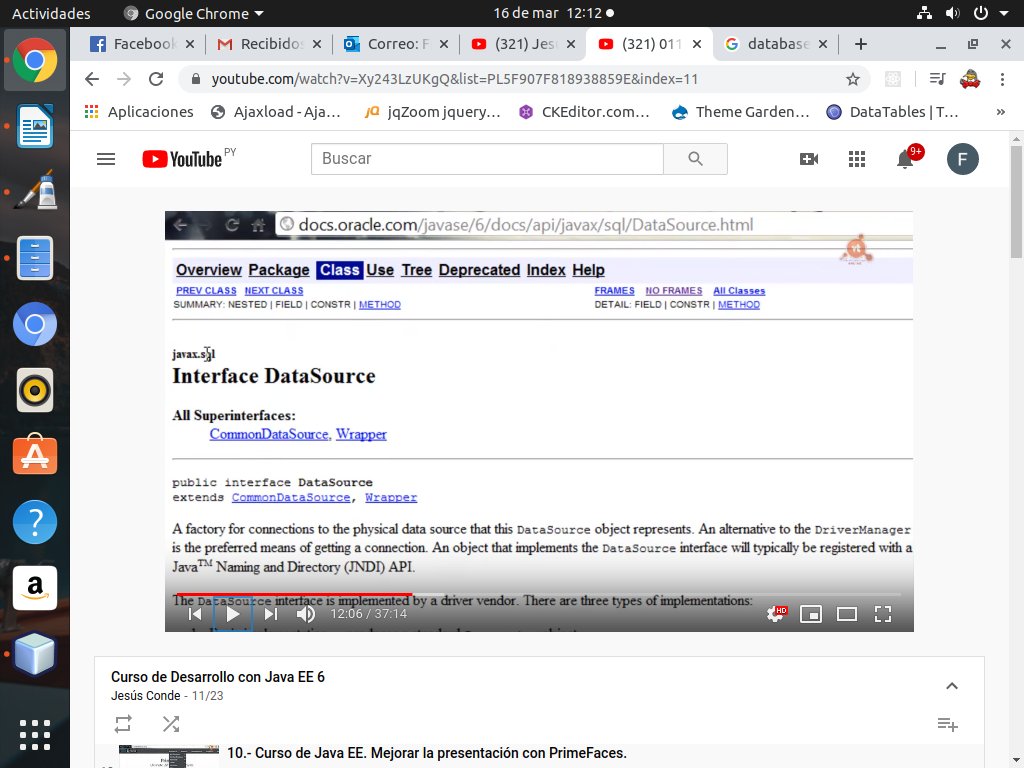 Actividades Google Chrome 16 de mar 12:12
Facebook Recibidos Correo: F (321) Jesú (321) 011 database
youtube.com/watch?v=Xy243LzUKgQ&list=PL5F907F818938859E&index=11
Aplicaciones Ajaxload - Aja... jqZoom jquery... CKEditor.com... Theme Garden... DataTables | T... »
YouTube PY Buscar 9+ F
docs.oracle.com/javase/6/docs/api/javax/sql/DataSource.html
Overview Package Class Use Tree Deprecated Index Help
PREV CLASS NEXT CLASS FRAMES NO FRAMES All Classes
SUMMARY: NESTED | FIELD | CONSTR | METHOD DETAIL: FIELD | CONSTR | METHOD
javax.sql
Interface DataSource
All Superinterfaces:
CommonDataSource, Wrapper
public interface DataSource
extends CommonDataSource, Wrapper
A factory for connections to the physical data source that this DataSource object represents. An alternative to the DriverManager
is the preferred means of getting a connection. An object that implements the DataSource interface will typically be registered with a
Java™ Naming and Directory (JNDI) API.
The DataSource interface is implemented by a driver vendor. There are three types of implementations:
12:06 / 37:14 HD
Curso de Desarrollo con Java EE 6
Jesús Conde - 11/23
10.- Curso de Java EE. Mejorar la presentación con PrimeFaces.